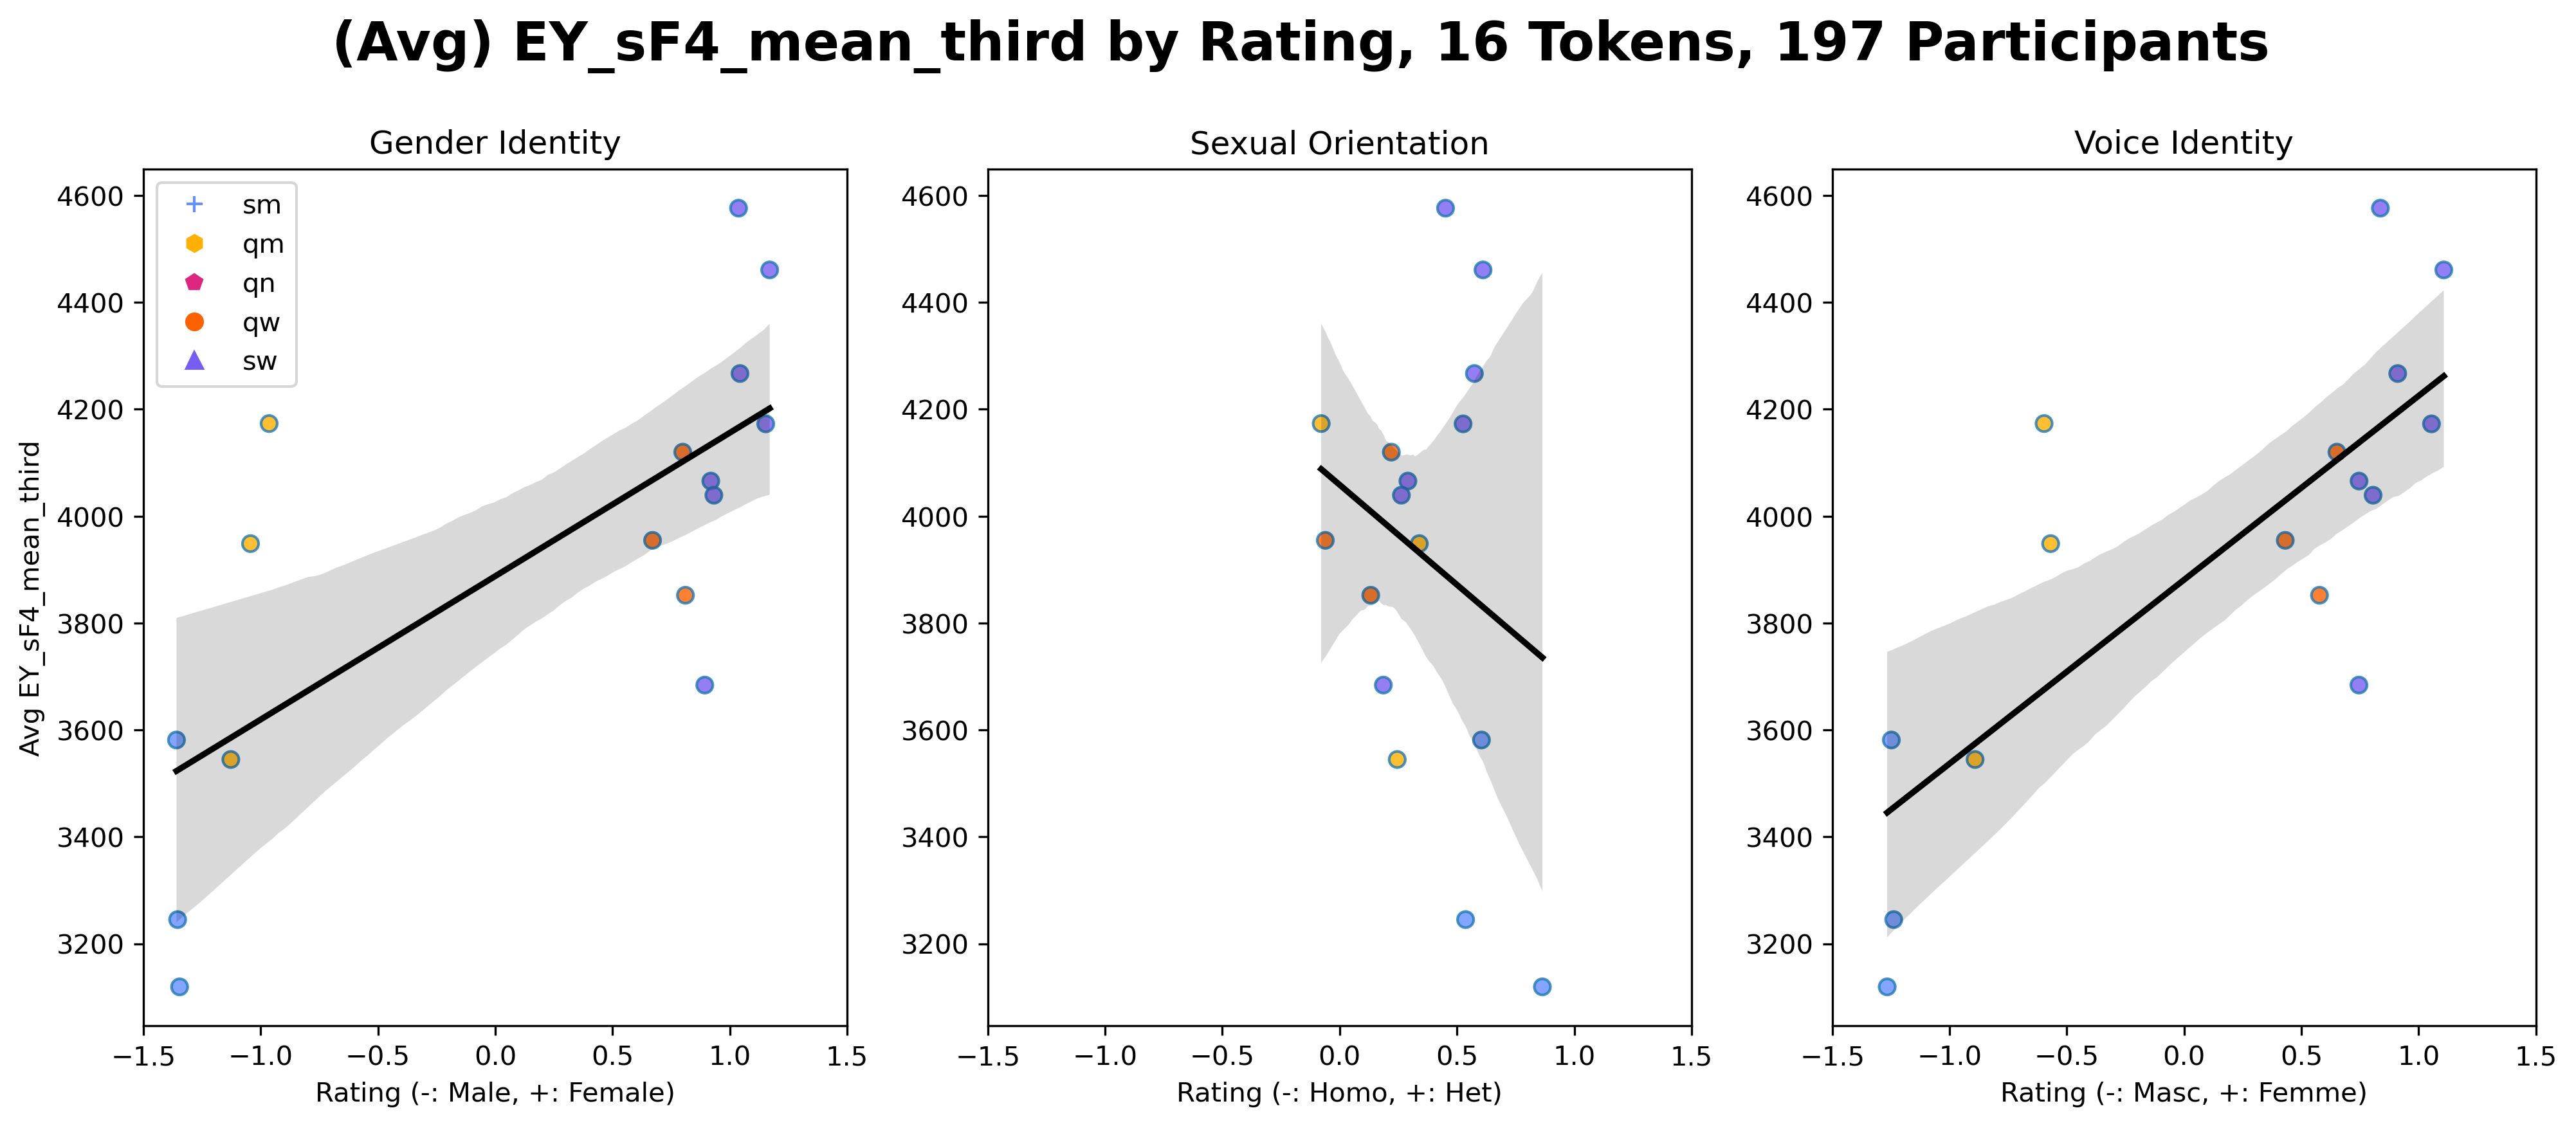 (Avg) EY_sF4_mean_third by Rating, 16 Tokens, 197 Participants
Gender Identity
Sexual Orientation
Voice Identity
sm
qm
qn
qw
sw
Avg EY_sF4_mean_third
4600
4400
4200
4000
3800
3600
3400
3200
−1.5 −1.0 −0.5 0.0 0.5 1.0 1.5
Rating (-: Male, +: Female)
4600
4400
4200
4000
3800
3600
3400
3200
−1.5 −1.0 −0.5 0.0 0.5 1.0 1.5
Rating (-: Homo, +: Het)
4600
4400
4200
4000
3800
3600
3400
3200
−1.5 −1.0 −0.5 0.0 0.5 1.0 1.5
Rating (-: Masc, +: Femme)